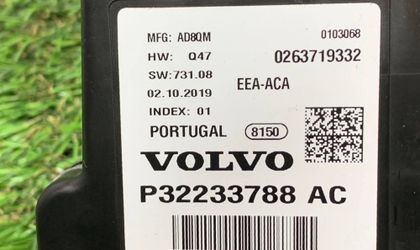 MFG: AD8QM 0103068
HW: Q47 0263719332
SW:731.08 EEA-ACA
02.10.2019
INDEX: 01
PORTUGAL 8150
VOLVO
P32233788 AC